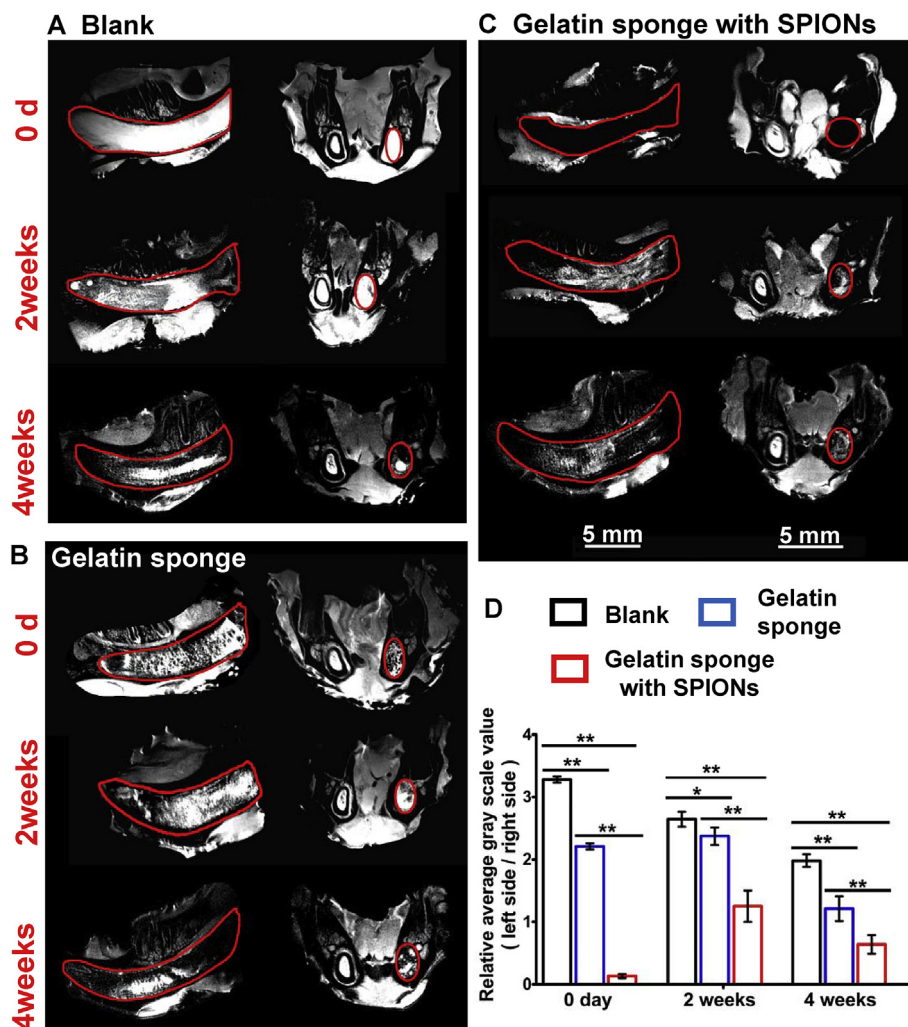 A Blank
0 d
2weeks
4weeks
B Gelatin sponge
0 d
2weeks
4weeks
C Gelatin sponge with SPIONs
5 mm
5 mm
D
Blank
Gelatin
sponge
Gelatin sponge
with SPIONs
Relative average gray scale value
( left side / right side )
4
3
2
1
0
**
**
**
**
*
**
**
**
**
0 day
2 weeks
4 weeks